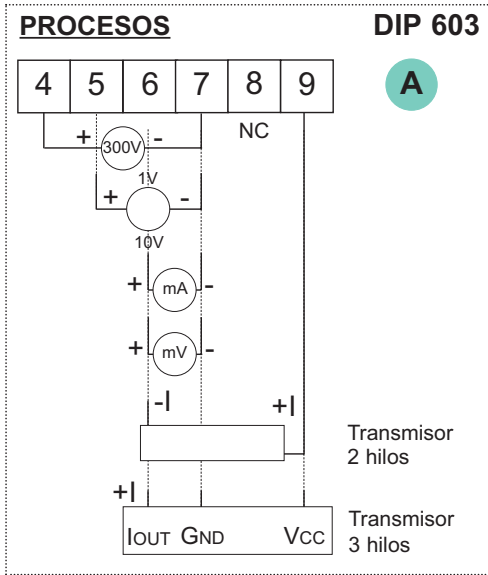 PROCESOS DIP 603
4 5 6 7 8 9 A
NC
+ 300V -
1V
+ -
10V
+ mA -
+ mV -
-I +I
Transmisor
2 hilos
+I
IOUT GND VCC
Transmisor
3 hilos